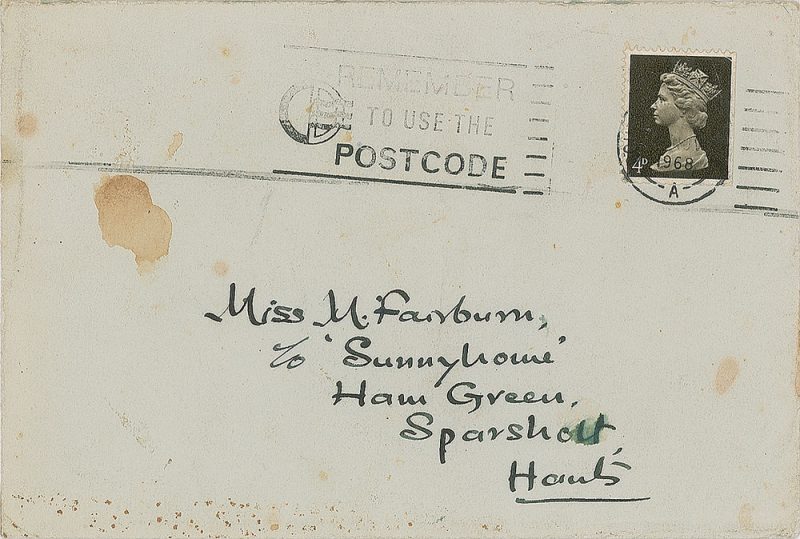 REMEMBER
TO USE THE
POSTCODE
4D
1968
A
Miss M. Fairburn,
c/o 'Sunnyhome'
Ham Green,
Sparsholt,
Hants